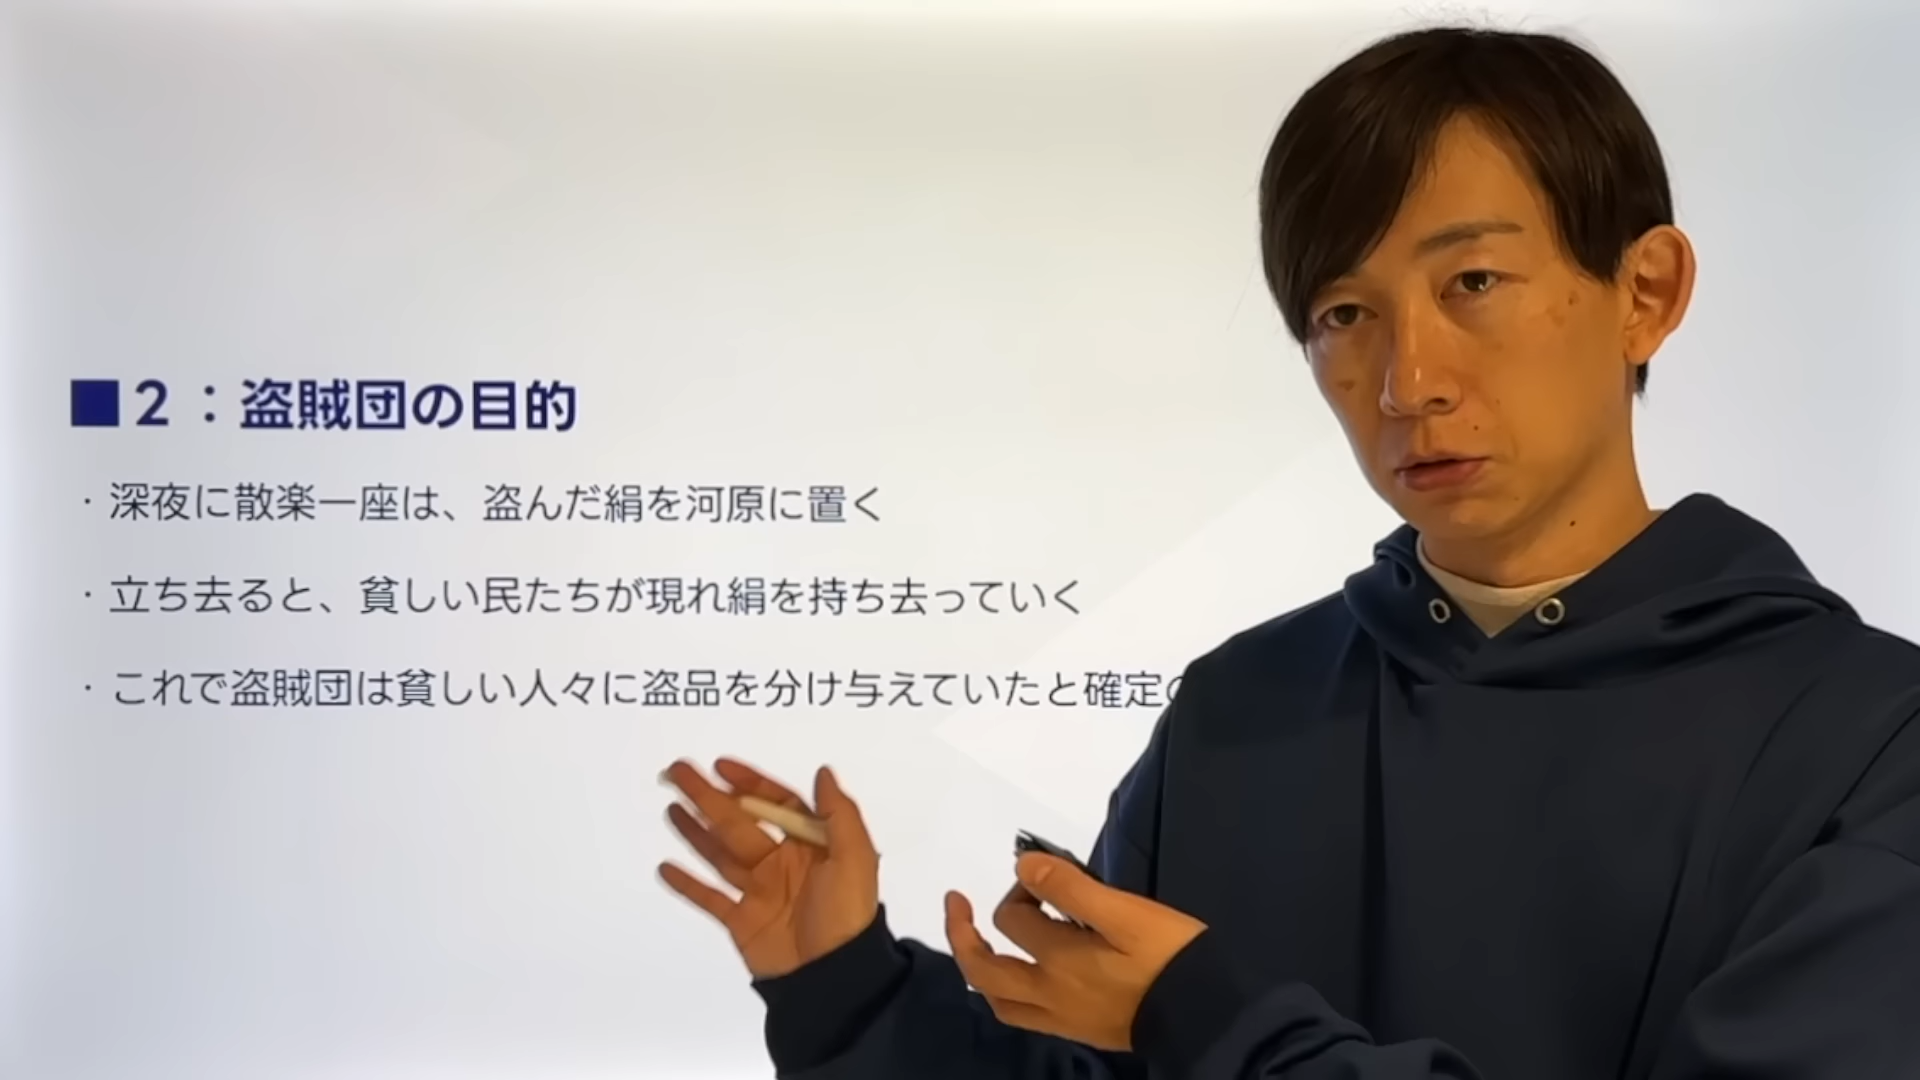 ■2：盗賊団の目的
・深夜に散楽一座は、盗んだ絹を河原に置く
・立ち去ると、貧しい民たちが現れ絹を持ち去っていく
・これで盗賊団は貧しい人々に盗品を分け与えていたと確定の